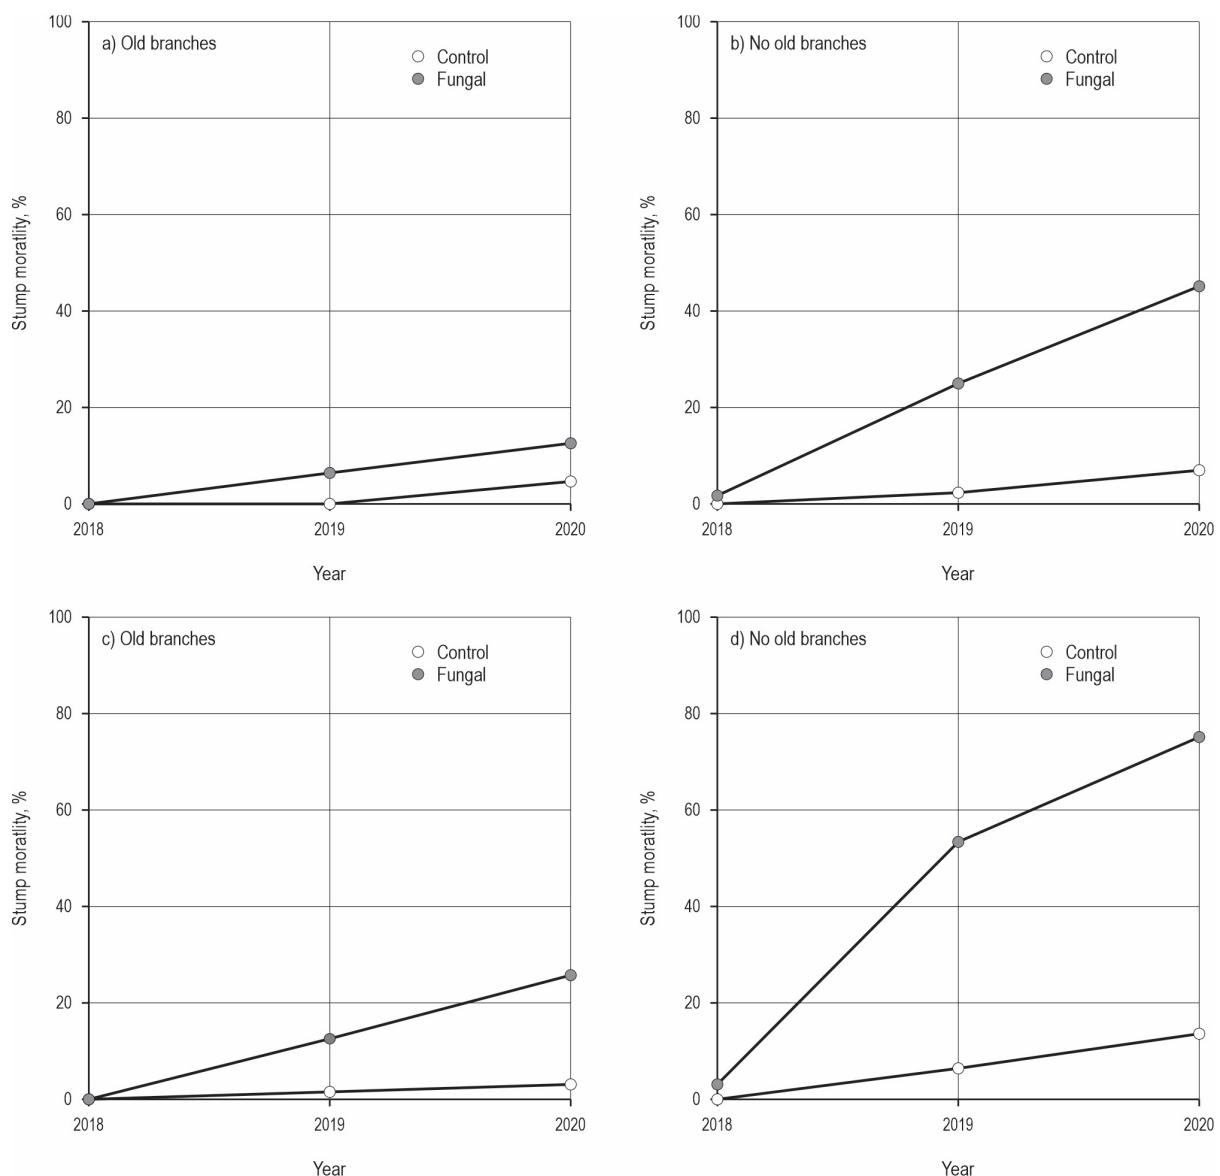 a) Old branches
Control
Fungal
100
80
60
40
20
0
Stump moratlity, %
2018 2019 2020
Year
b) No old branches
Control
Fungal
100
80
60
40
20
0
Stump moratlity, %
2018 2019 2020
Year
c) Old branches
Control
Fungal
100
80
60
40
20
0
Stump moratlity, %
2018 2019 2020
Year
d) No old branches
Control
Fungal
100
80
60
40
20
0
Stump moratlity, %
2018 2019 2020
Year